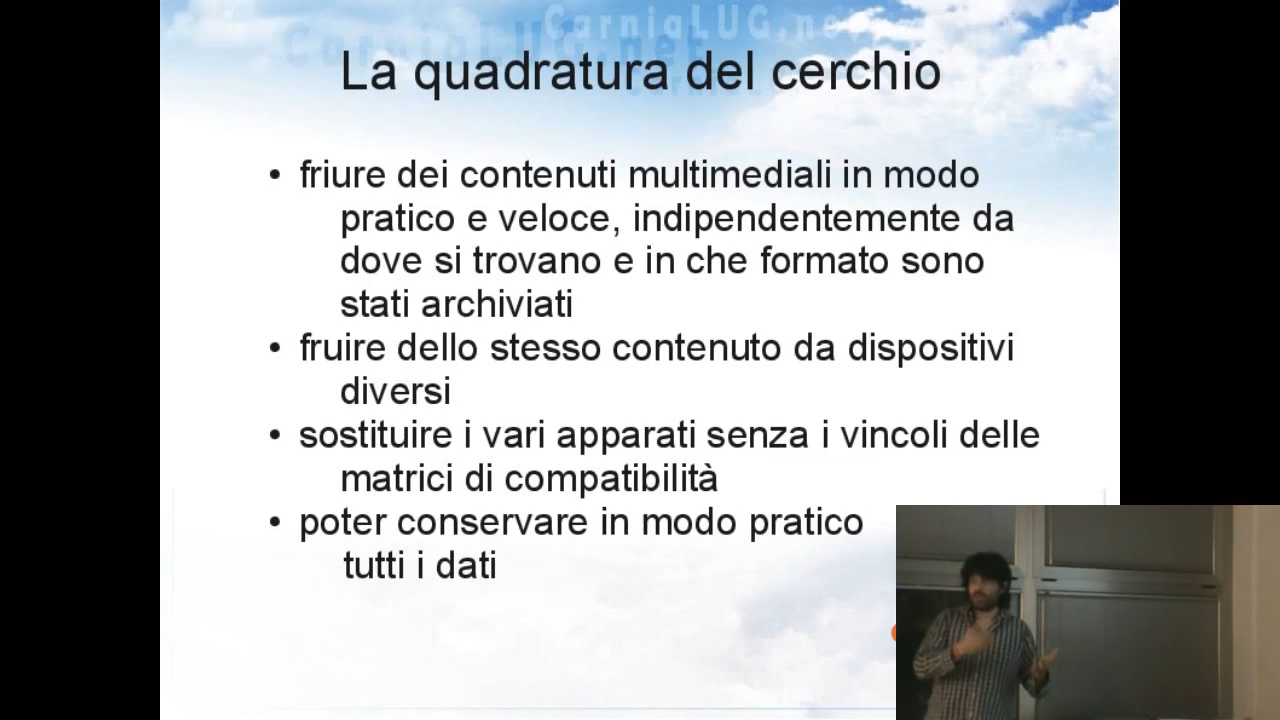 CarniaLUG.net
CarniaLUG.net
La quadratura del cerchio
• friure dei contenuti multimediali in modo
pratico e veloce, indipendentemente da
dove si trovano e in che formato sono
stati archiviati
• fruire dello stesso contenuto da dispositivi
diversi
• sostituire i vari apparati senza i vincoli delle
matrici di compatibilità
• poter conservare in modo pratico
tutti i dati